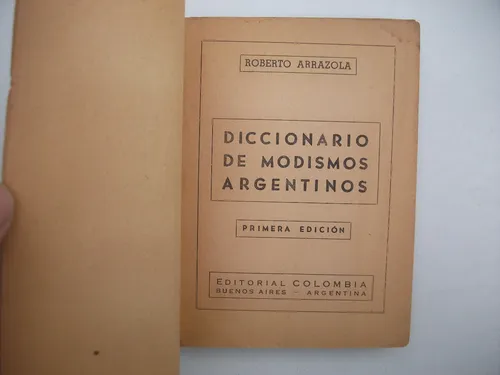 ROBERTO ARRAZOLA
DICCIONARIO
DE MODISMOS
ARGENTINOS
PRIMERA EDICIÓN
EDITORIAL COLOMBIA
BUENOS AIRES — ARGENTINA